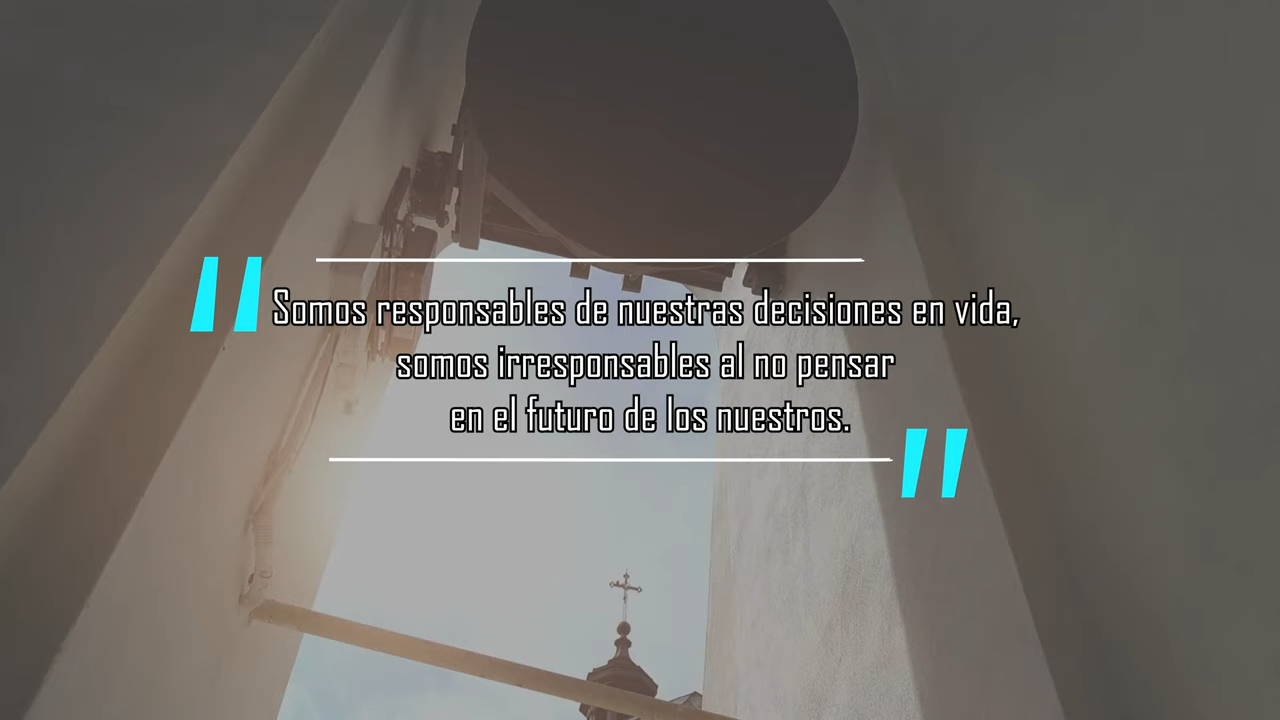 "Somos responsables de nuestras decisiones en vida,
somos irresponsables al no pensar
en el futuro de los nuestros."